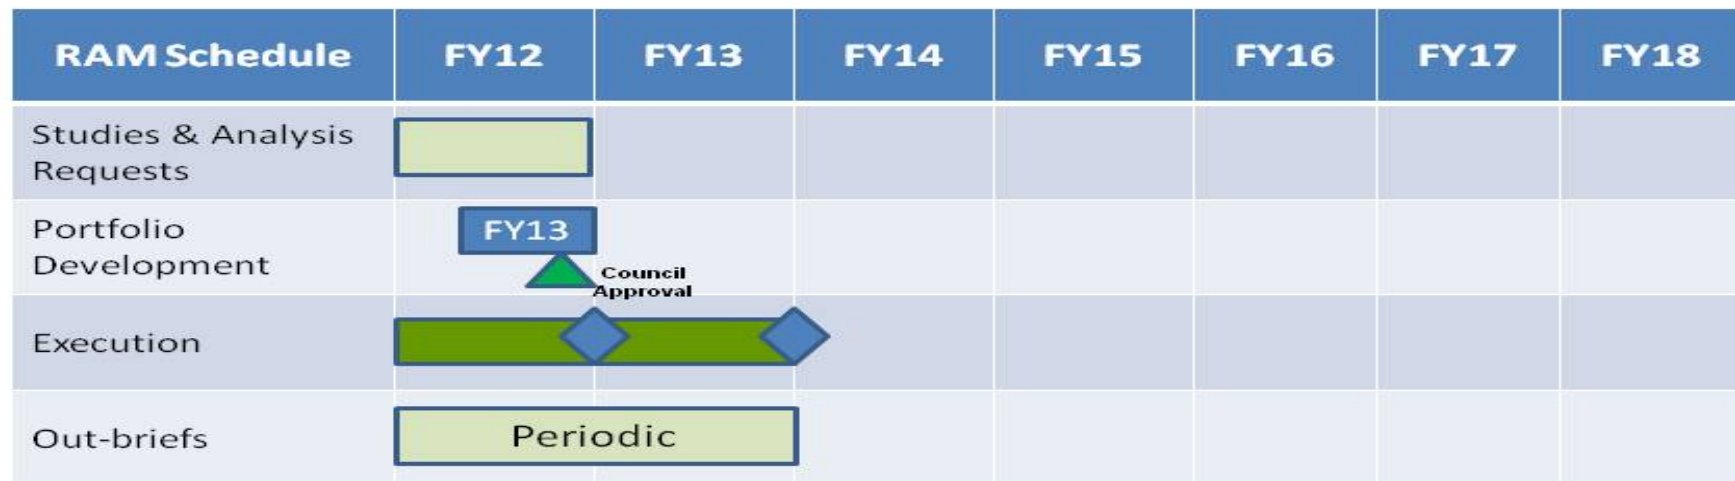 RAM Schedule FY12 FY13 FY14 FY15 FY16 FY17 FY18
Studies & Analysis
Requests
Portfolio
Development
FY13
Council
Approval
Execution
Out-briefs
Periodic